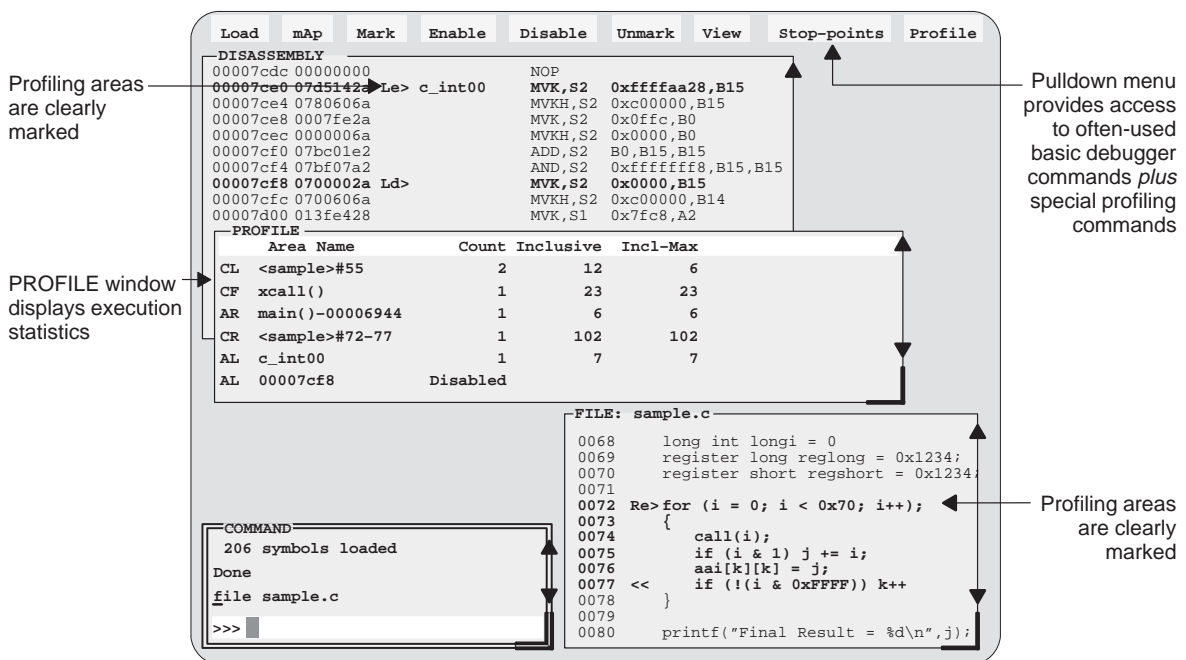 Load mAp Mark Enable Disable Unmark View Stop–points Profile
DISASSEMBLY
00007cdc 00000000 NOP
00007ce0 07d5142a Le> c_int00 MVK,S2 0xffffaa28,B15
00007ce4 0780606a MVKH,S2 0xc00000,B15
00007ce8 0007fe2a MVK,S2 0x0ffc,B0
00007cec 0000006a MVKH,S2 0x0000,B0
00007cf0 07bc01e2 ADD,S2 B0,B15,B15
00007cf4 07bf07a2 AND,S2 0xfffffff8,B15,B15
00007cf8 0700002a Ld> MVK,S2 0x0000,B15
00007cfc 0700606a MVKH,S2 0xc00000,B14
00007d00 013fe428 MVK,S1 0x7fc8,A2
Profiling areas
are clearly
marked
Pulldown menu
provides access
to often-used
basic debugger
commands plus
special profiling
commands
PROFILE
Area Name Count Inclusive Incl–Max
CL <sample>#55 2 12 6
CF xcall() 1 23 23
AR main()–00006944 1 6 6
CR <sample>#72–77 1 102 102
AL c_int00 1 7 7
AL 00007cf8 Disabled
PROFILE window
displays execution
statistics
FILE: sample.c
0068 long int longi = 0
0069 register long reglong = 0x1234;
0070 register short regshort = 0x1234;
0071
0072 Re>for (i = 0; i < 0x70; i++);
0073 {
0074 call(i);
0075 if (i & 1) j += i;
0076 aai[k][k] = j;
0077 << if (!(i & 0xFFFF)) k++
0078 }
0079
0080 printf(″Final Result = %d\n″,j);
Profiling areas
are clearly
marked
COMMAND
206 symbols loaded
Done
file sample.c
>>>